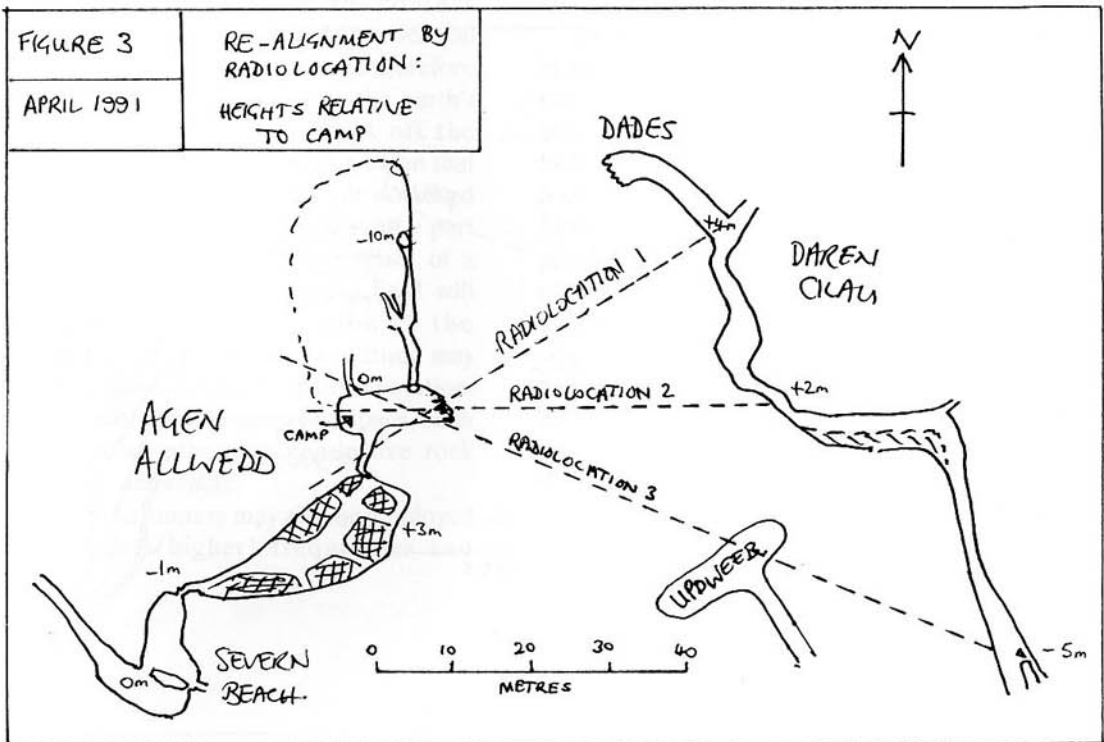 FIGURE 3
APRIL 1991
RE-ALIGNMENT BY
RADIOLOCATION:
HEIGHTS RELATIVE
TO CAMP
N
DADES
+4m
DAREN
CILAU
-10m
RADIOLOCATION 1
0m
RADIOLOCATION 2
+2m
CAMP
AGEN
ALLWEDD
RADIOLOCATION 3
+3m
UPDWEEB
-1m
-5m
SEVERN
BEACH.
0m
0 10 20 30 40
METRES